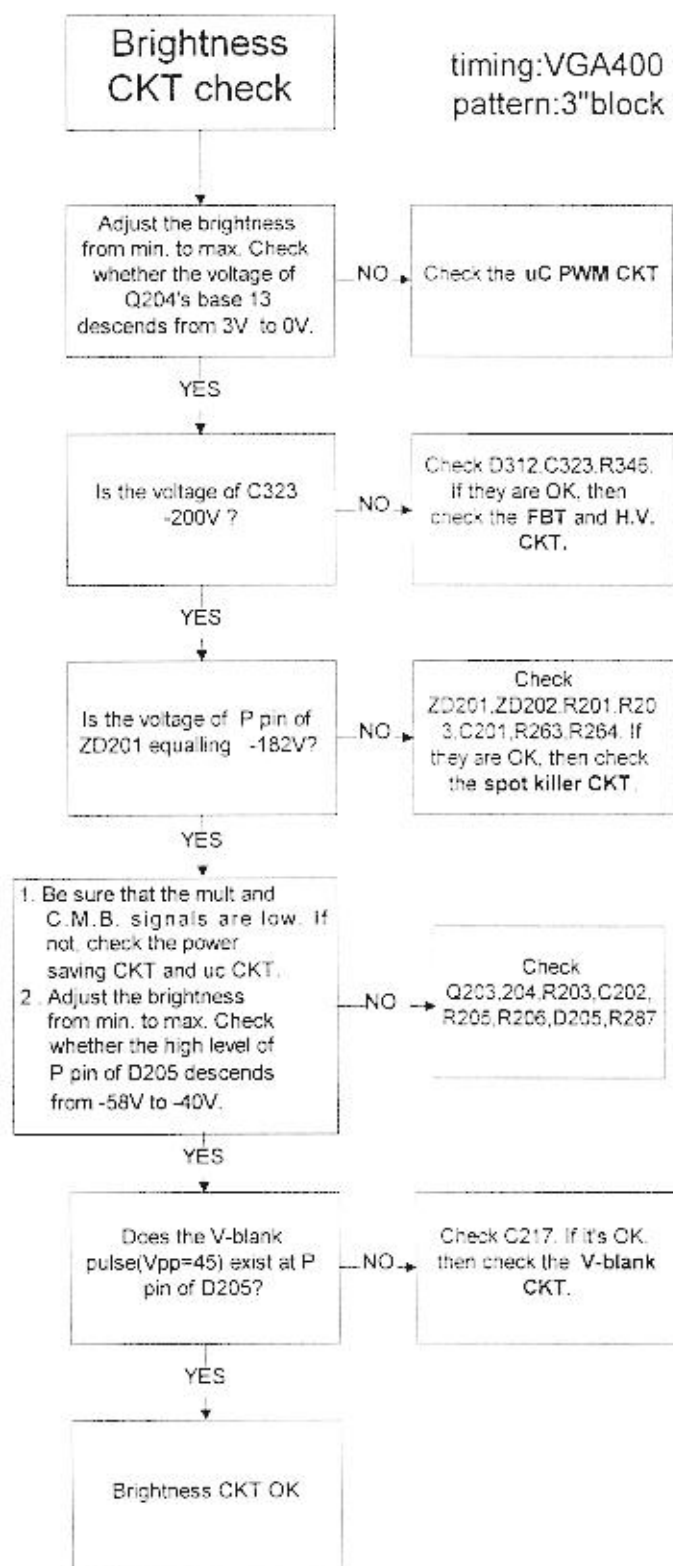 Brightness
CKT check
timing:VGA400
pattern:3"block
Adjust the brightness
from min. to max. Check
whether the voltage of
Q204's base 13
descends from 3V to 0V.
NO
Check the uC PWM CKT
YES
Is the voltage of C323
-200V ?
NO
Check D312,C323,R345,
if they are OK, then
check the FBT and H.V.
CKT.
YES
Is the voltage of P pin of
ZD201 equalling -182V?
NO
Check
ZD201,ZD202,R201,R20
3,C201,R263,R264. If
they are OK, then check
the spot killer CKT.
YES
1. Be sure that the mult and
C.M.B. signals are low. If
not, check the power
saving CKT and uc CKT.
2 . Adjust the brightness
from min. to max. Check
whether the high level of
P pin of D205 descends
from -58V to -40V.
NO
Check
Q203,204,R203,C202,
R205,R206,D205,R287
YES
Does the V-blank
pulse(Vpp=45) exist at P
pin of D205?
NO
Check C217. If it's OK,
then check the V-blank
CKT.
YES
Brightness CKT OK